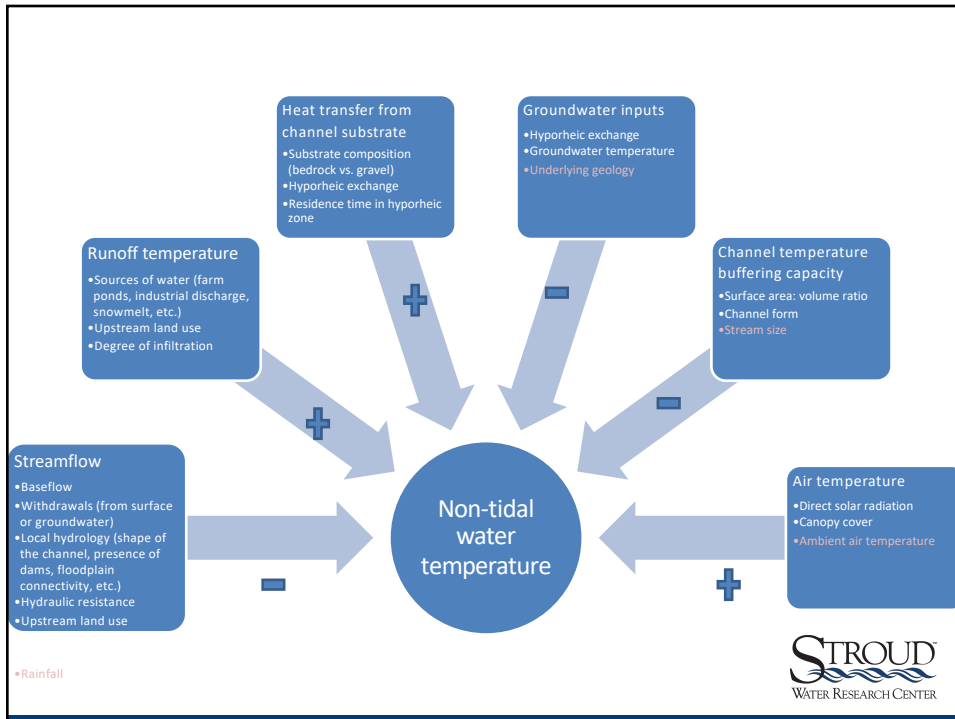 Heat transfer from
channel substrate
•Substrate composition
(bedrock vs. gravel)
•Hyporheic exchange
•Residence time in hyporheic
zone
Groundwater inputs
•Hyporheic exchange
•Groundwater temperature
•Underlying geology
Runoff temperature
•Sources of water (farm
ponds, industrial discharge,
snowmelt, etc.)
•Upstream land use
•Degree of infiltration
Channel temperature
buffering capacity
•Surface area: volume ratio
•Channel form
•Stream size
Streamflow
•Baseflow
•Withdrawals (from surface
or groundwater)
•Local hydrology (shape of
the channel, presence of
dams, floodplain
connectivity, etc.)
•Hydraulic resistance
•Upstream land use
•Rainfall
Non-tidal
water
temperature
Air temperature
•Direct solar radiation
•Canopy cover
•Ambient air temperature
STROUD™
WATER RESEARCH CENTER